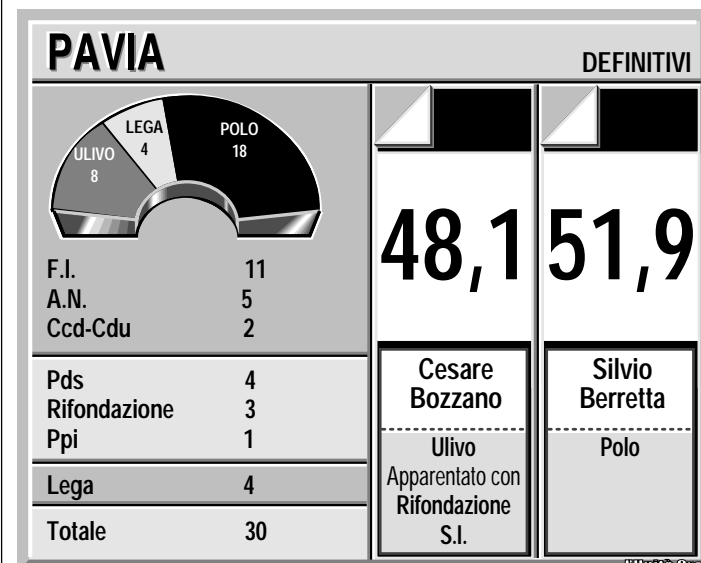 PAVIA
DEFINITIVI
LEGA
4
POLO
18
ULIVO
8
F.I. 11
A.N. 5
Ccd-Cdu 2
Pds 4
Rifondazione 3
Ppi 1
Lega 4
Totale 30
48,1
Cesare
Bozzano
Ulivo
Apparentato con
Rifondazione
S.I.
51,9
Silvio
Berretta
Polo